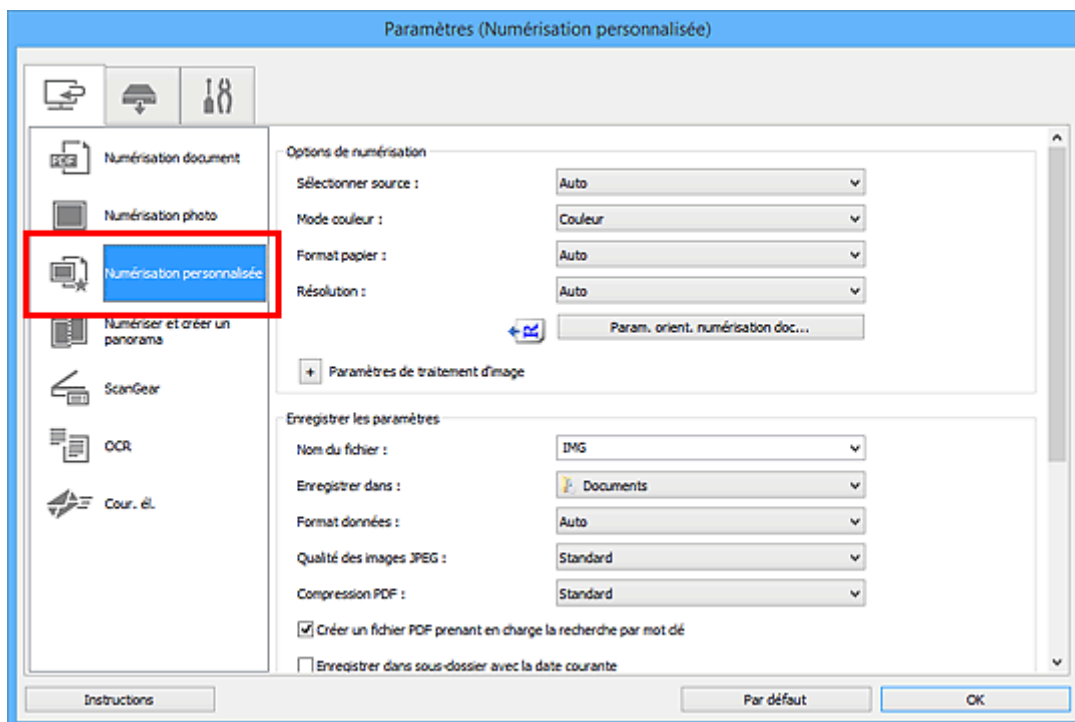 Paramètres (Numérisation personnalisée)
PDF
Numérisation document
Numérisation photo
Numérisation personnalisée
Numériser et créer un
panorama
ScanGear
OCR
Cour. él.
Options de numérisation
Sélectionner source : Auto
Mode couleur : Couleur
Format papier : Auto
Résolution : Auto
R Param. orient. numérisation doc...
+ Paramètres de traitement d'image
Enregistrer les paramètres
Nom du fichier : IMG
Enregistrer dans : Documents
Format données : Auto
Qualité des images JPEG : Standard
Compression PDF : Standard
Créer un fichier PDF prenant en charge la recherche par mot clé
Enregistrer dans sous-dossier avec la date courante
Instructions Par défaut OK